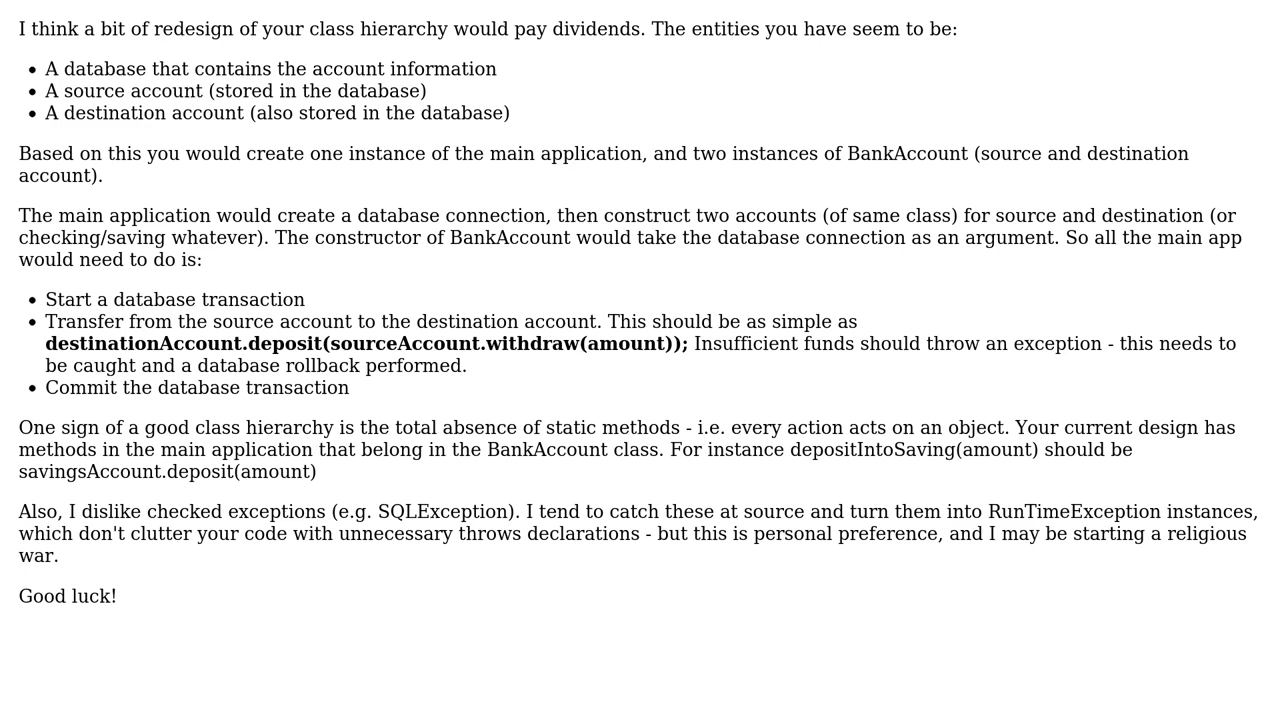 I think a bit of redesign of your class hierarchy would pay dividends. The entities you have seem to be:
• A database that contains the account information
• A source account (stored in the database)
• A destination account (also stored in the database)
Based on this you would create one instance of the main application, and two instances of BankAccount (source and destination
account).
The main application would create a database connection, then construct two accounts (of same class) for source and destination (or
checking/saving whatever). The constructor of BankAccount would take the database connection as an argument. So all the main app
would need to do is:
• Start a database transaction
• Transfer from the source account to the destination account. This should be as simple as
destinationAccount.deposit(sourceAccount.withdraw(amount)); Insufficient funds should throw an exception - this needs to
be caught and a database rollback performed.
• Commit the database transaction
One sign of a good class hierarchy is the total absence of static methods - i.e. every action acts on an object. Your current design has
methods in the main application that belong in the BankAccount class. For instance depositIntoSaving(amount) should be
savingsAccount.deposit(amount)
Also, I dislike checked exceptions (e.g. SQLException). I tend to catch these at source and turn them into RunTimeException instances,
which don't clutter your code with unnecessary throws declarations - but this is personal preference, and I may be starting a religious
war.
Good luck!